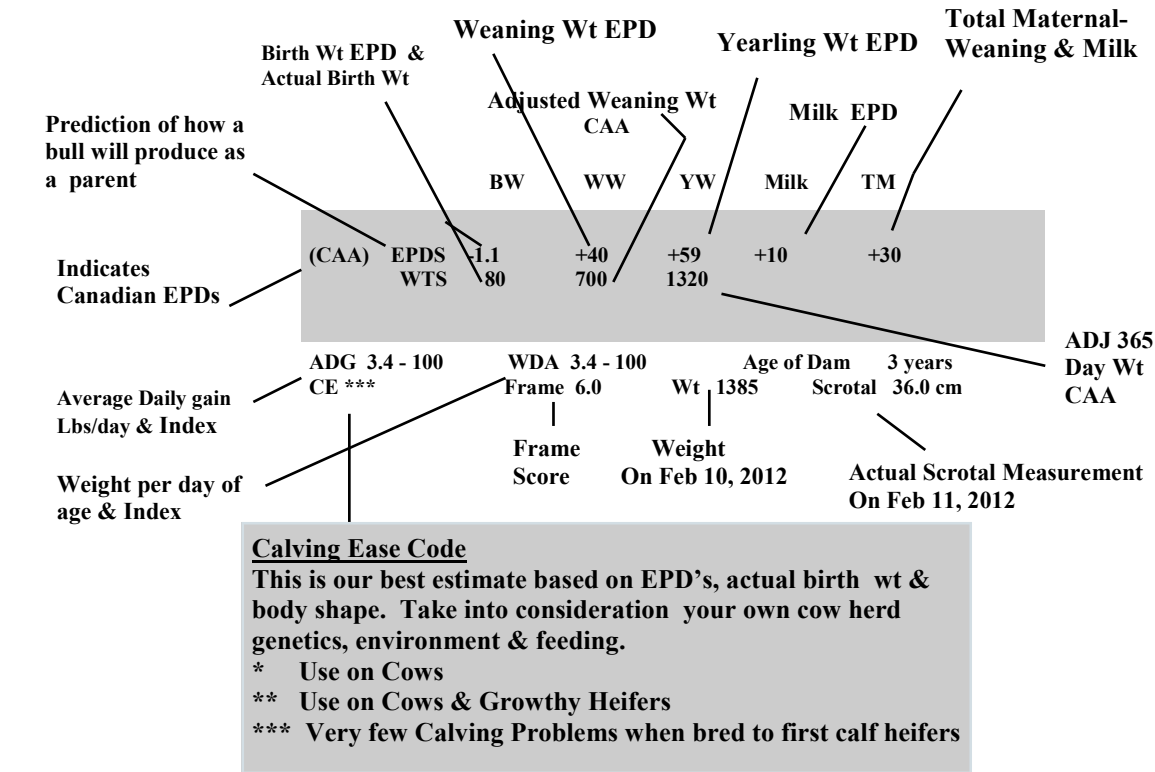 Total Maternal-
Weaning & Milk
Weaning Wt EPD
Yearling Wt EPD
Birth Wt EPD &
Actual Birth Wt
Adjusted Weaning Wt
CAA
Milk EPD
Prediction of how a
bull will produce as
a parent
BW WW YW Milk TM
(CAA) EPDS -1.1 +40 +59 +10 +30
WTS 80 700 1320
Indicates
Canadian EPDs
ADJ 365
Day Wt
CAA
ADG 3.4 - 100 WDA 3.4 - 100 Age of Dam 3 years
CE *** Frame 6.0 Wt 1385 Scrotal 36.0 cm
Average Daily gain
Lbs/day & Index
Frame
Score
Weight
On Feb 10, 2012
Actual Scrotal Measurement
On Feb 11, 2012
Weight per day of
age & Index
Calving Ease Code
This is our best estimate based on EPD's, actual birth wt &
body shape. Take into consideration your own cow herd
genetics, environment & feeding.
* Use on Cows
** Use on Cows & Growthy Heifers
*** Very few Calving Problems when bred to first calf heifers